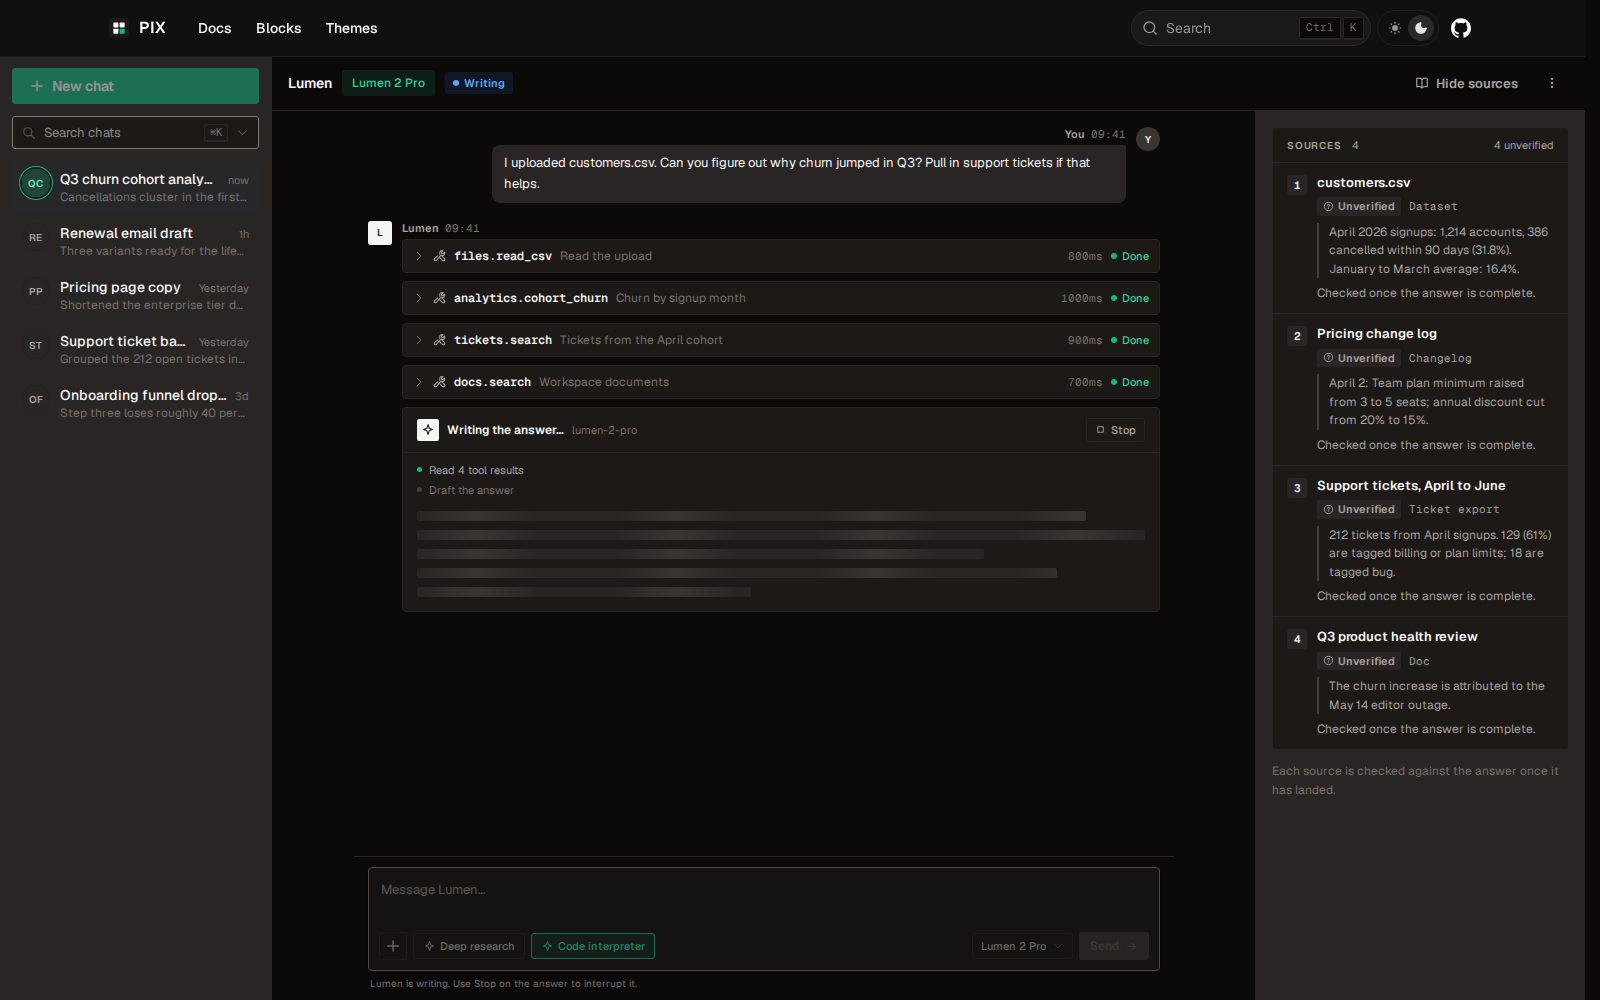 PIX Docs Blocks Themes Search Ctrl K
New chat
Search chats ⌘K
QC Q3 churn cohort analy... now
Cancellations cluster in the first...
RE Renewal email draft 1h
Three variants ready for the life...
PP Pricing page copy Yesterday
Shortened the enterprise tier d...
ST Support ticket ba... Yesterday
Grouped the 212 open tickets in...
OF Onboarding funnel drop... 3d
Step three loses roughly 40 per...
Lumen Lumen 2 Pro Writing Hide sources
You 09:41 Y
I uploaded customers.csv. Can you figure out why churn jumped in Q3? Pull in support tickets if that
helps.
L Lumen 09:41
files.read_csv Read the upload 800ms Done
analytics.cohort_churn Churn by signup month 1000ms Done
tickets.search Tickets from the April cohort 900ms Done
docs.search Workspace documents 700ms Done
Writing the answer... lumen-2-pro Stop
Read 4 tool results
Draft the answer
Message Lumen...
Deep research Code interpreter Lumen 2 Pro Send
Lumen is writing. Use Stop on the answer to interrupt it.
SOURCES 4 4 unverified
1 customers.csv
Unverified Dataset
April 2026 signups: 1,214 accounts, 386
cancelled within 90 days (31.8%).
January to March average: 16.4%.
Checked once the answer is complete.
2 Pricing change log
Unverified Changelog
April 2: Team plan minimum raised
from 3 to 5 seats; annual discount cut
from 20% to 15%.
Checked once the answer is complete.
3 Support tickets, April to June
Unverified Ticket export
212 tickets from April signups. 129 (61%)
are tagged billing or plan limits; 18 are
tagged bug.
Checked once the answer is complete.
4 Q3 product health review
Unverified Doc
The churn increase is attributed to the
May 14 editor outage.
Checked once the answer is complete.
Each source is checked against the answer once it
has landed.